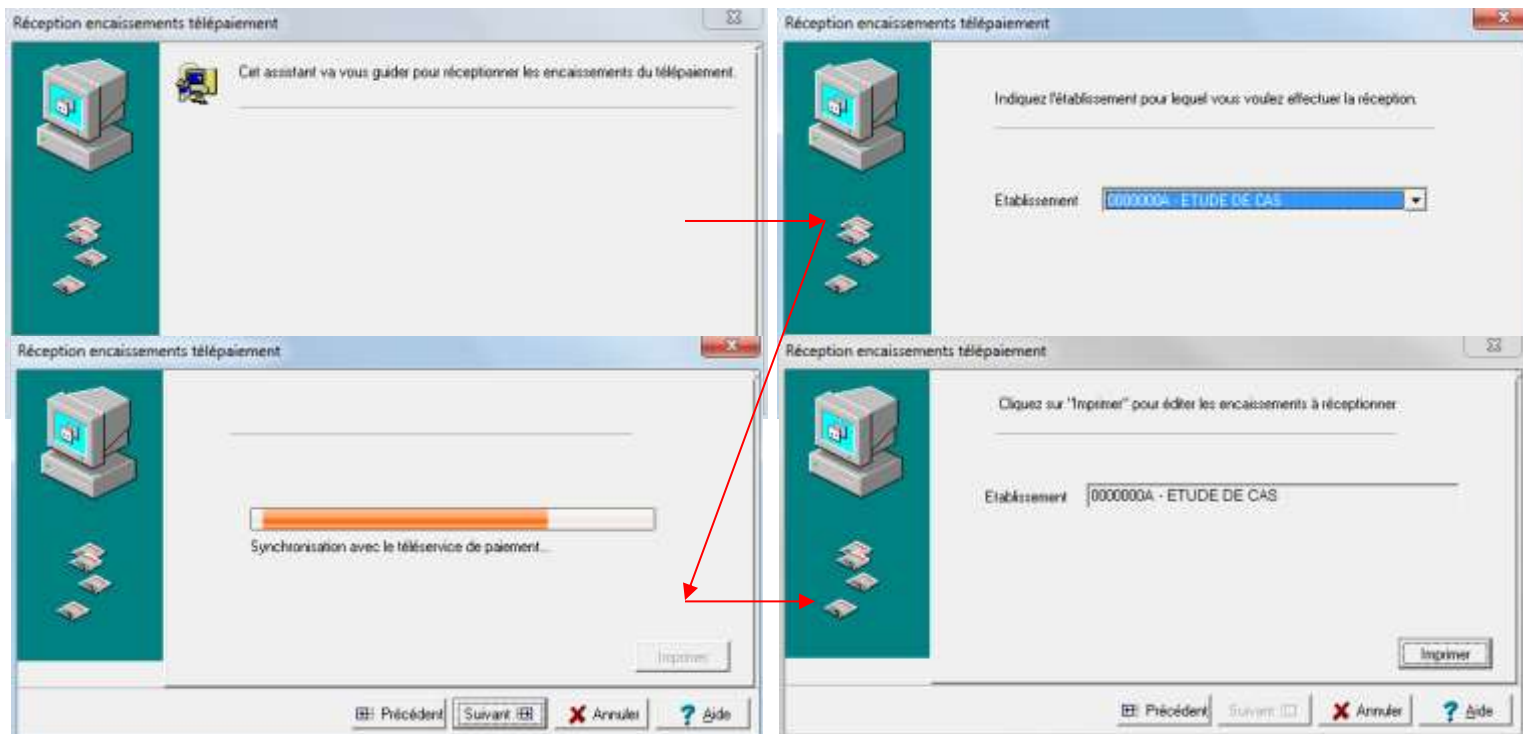 Réception encaissements télépaiement
Cet assistant va vous guider pour réceptionner les encaissements du télépaiement.
Réception encaissements télépaiement
Indiquez l'établissement pour lequel vous voulez effectuer la réception.
Etablissement 0000000A - ETUDE DE CAS
Réception encaissements télépaiement
Synchronisation avec le téléservice de paiement...
Imprimer
Précédent Suivant Annuler ? Aide
Réception encaissements télépaiement
Cliquez sur "Imprimer" pour éditer les encaissements à réceptionner
Etablissement 0000000A - ETUDE DE CAS
Imprimer
Précédent Suivant Annuler ? Aide